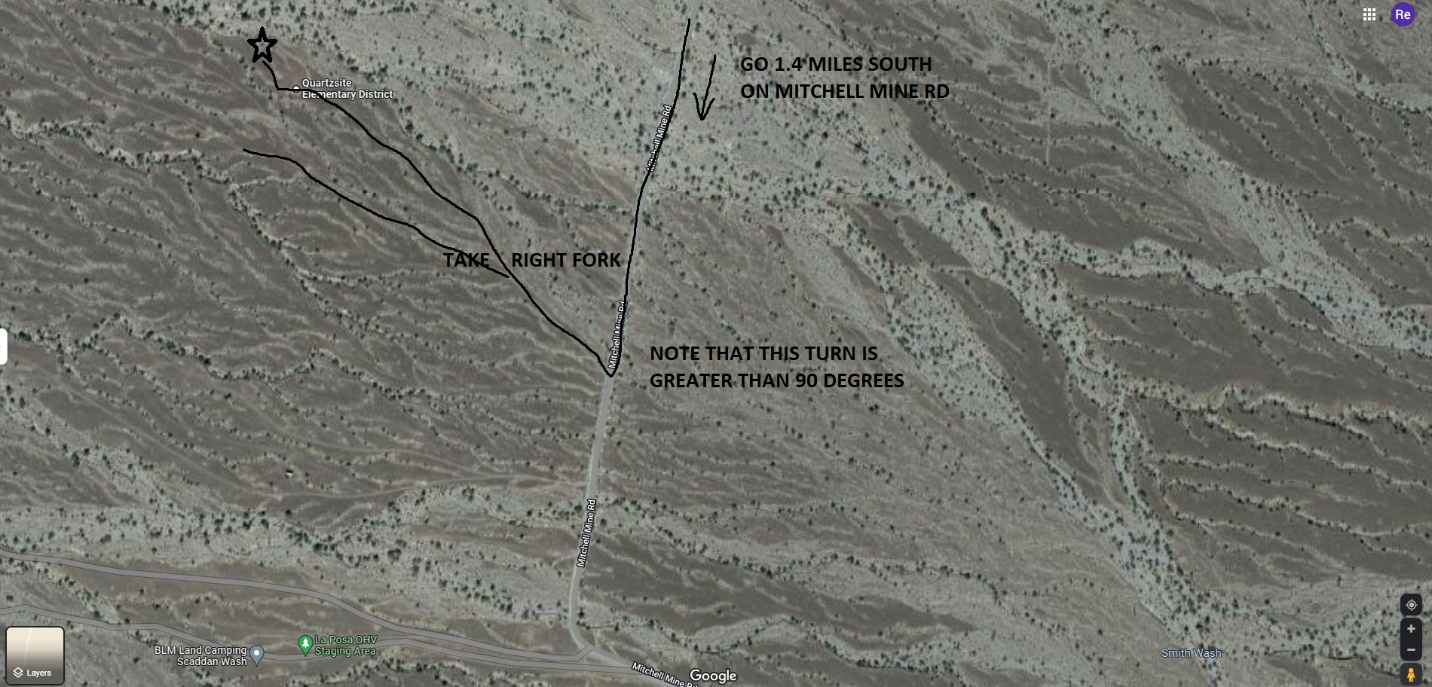 Re
GO 1.4 MILES SOUTH
ON MITCHELL MINE RD
Quartzsite
Elementary District
Mitchell Mine Rd
TAKE RIGHT FORK
Mitchell Mine Rd
NOTE THAT THIS TURN IS
GREATER THAN 90 DEGREES
Mitchell Mine Rd
La Posa OHV
Staging Area
BLM Land Camping
Scaddan Wash
Smith Wash
Layers
Mitchell Mine Rd
Google